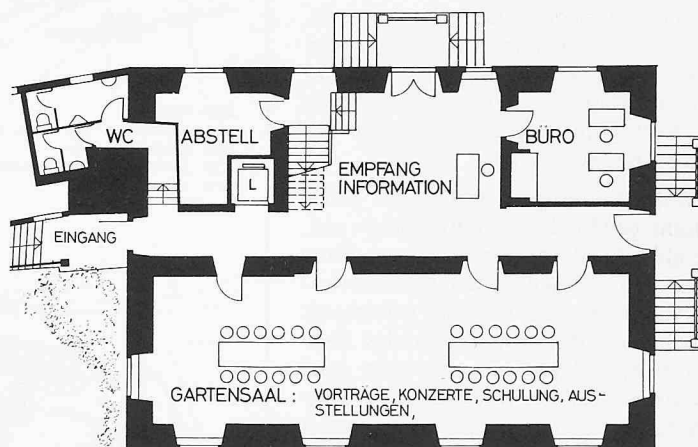 WC
ABSTELL
BÜRO
L
EMPFANG
INFORMATION
EINGANG
GARTENSAAL : VORTRÄGE, KONZERTE, SCHULUNG, AUS-
STELLUNGEN,